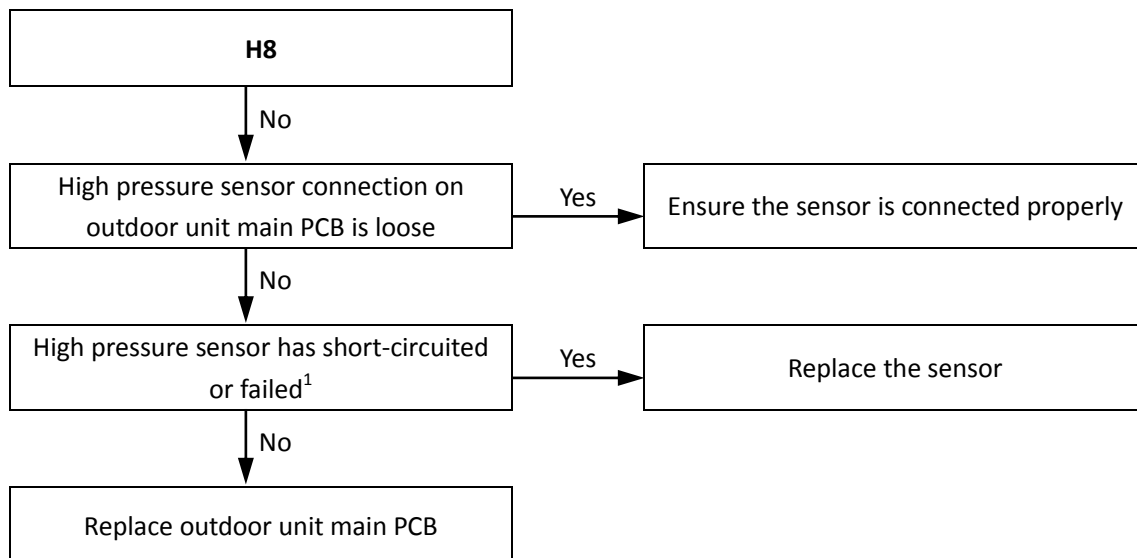 H8
No
High pressure sensor connection on
outdoor unit main PCB is loose
Yes
Ensure the sensor is connected properly
No
High pressure sensor has short-circuited
or failed¹
Yes
Replace the sensor
No
Replace outdoor unit main PCB